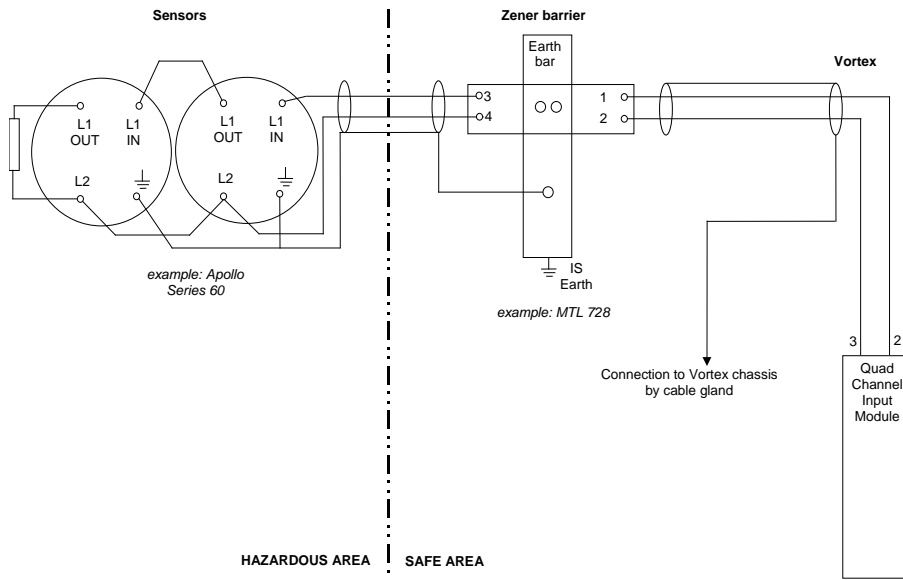 Sensors
Zener barrier
Earth
bar
Vortex
L1
OUT
L1
IN
L2
L1
OUT
L1
IN
L2
3
4
1
2
example: Apollo
Series 60
IS
Earth
example: MTL 728
Connection to Vortex chassis
by cable gland
3
2
Quad
Channel
Input
Module
HAZARDOUS AREA
SAFE AREA